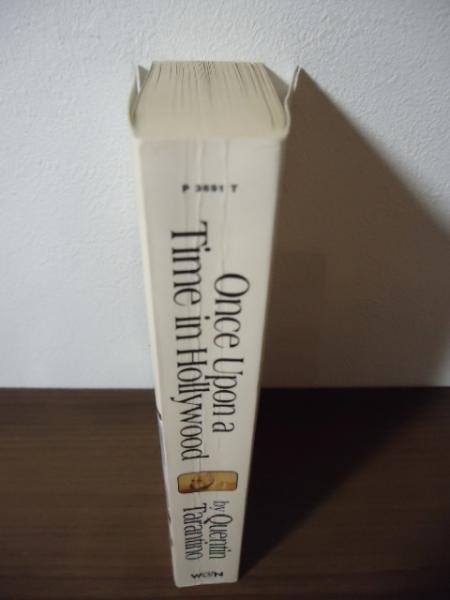 P 3691 T
Once Upon a
Time in Hollywood
by Quentin
Tarantino
W&N